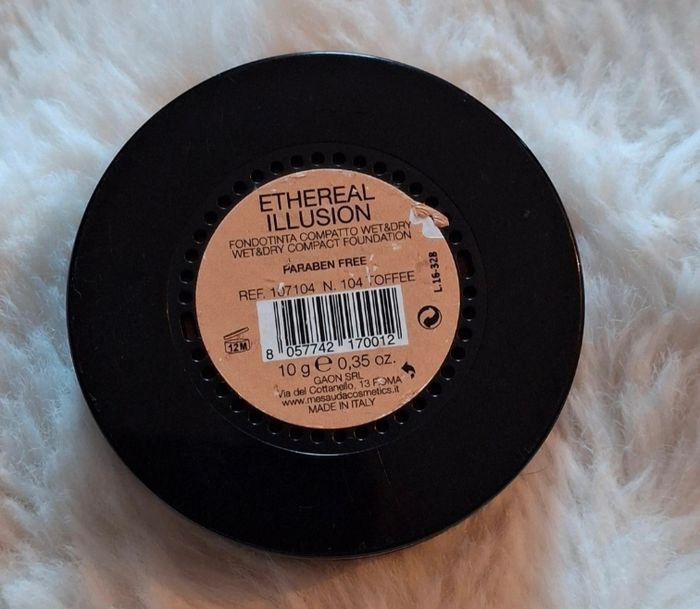 ETHEREAL
ILLUSION
FONDOTINTA COMPATTO WET&DRY
WET&DRY COMPACT FOUNDATION
PARABEN FREE
REF. 107104 N. 104 TOFFEE
L.16-328
12M
8 057742 170012
10 g e 0,35 oz.
GAON SRL
Via del Cottanello, 13 ROMA
www.mesaudacosmetics.it
MADE IN ITALY